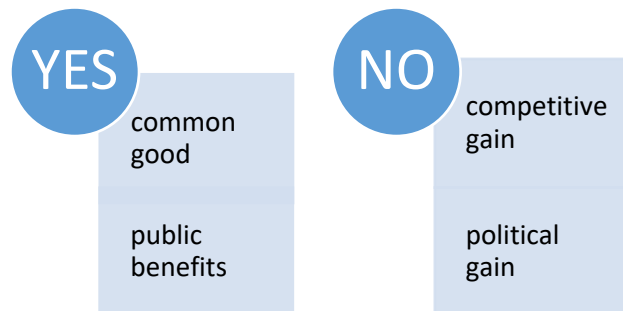 YES
common
good
public
benefits
NO
competitive
gain
political
gain